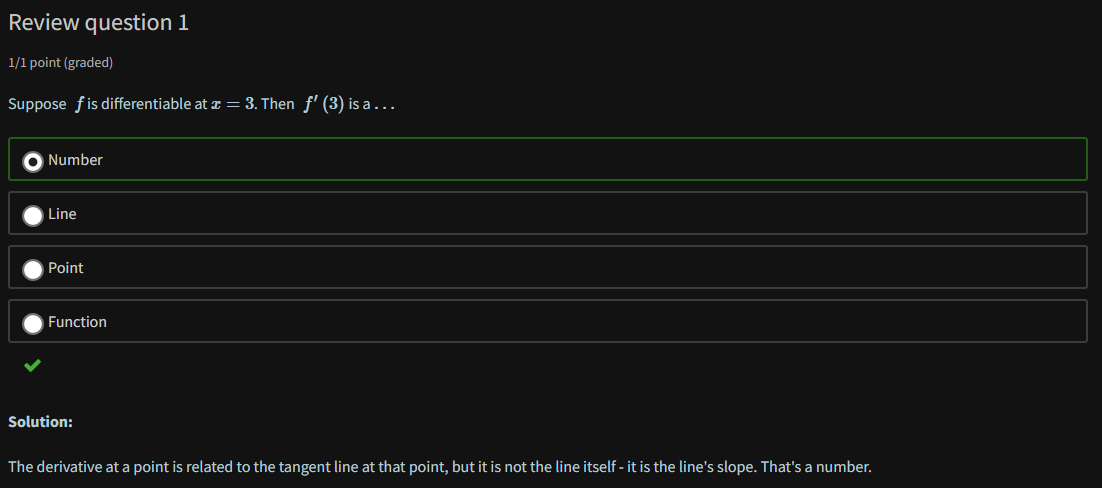 Review question 1
1/1 point (graded)
Suppose f is differentiable at x = 3. Then f′ (3) is a . . .
Number
Line
Point
Function
Solution:
The derivative at a point is related to the tangent line at that point, but it is not the line itself - it is the line's slope. That's a number.